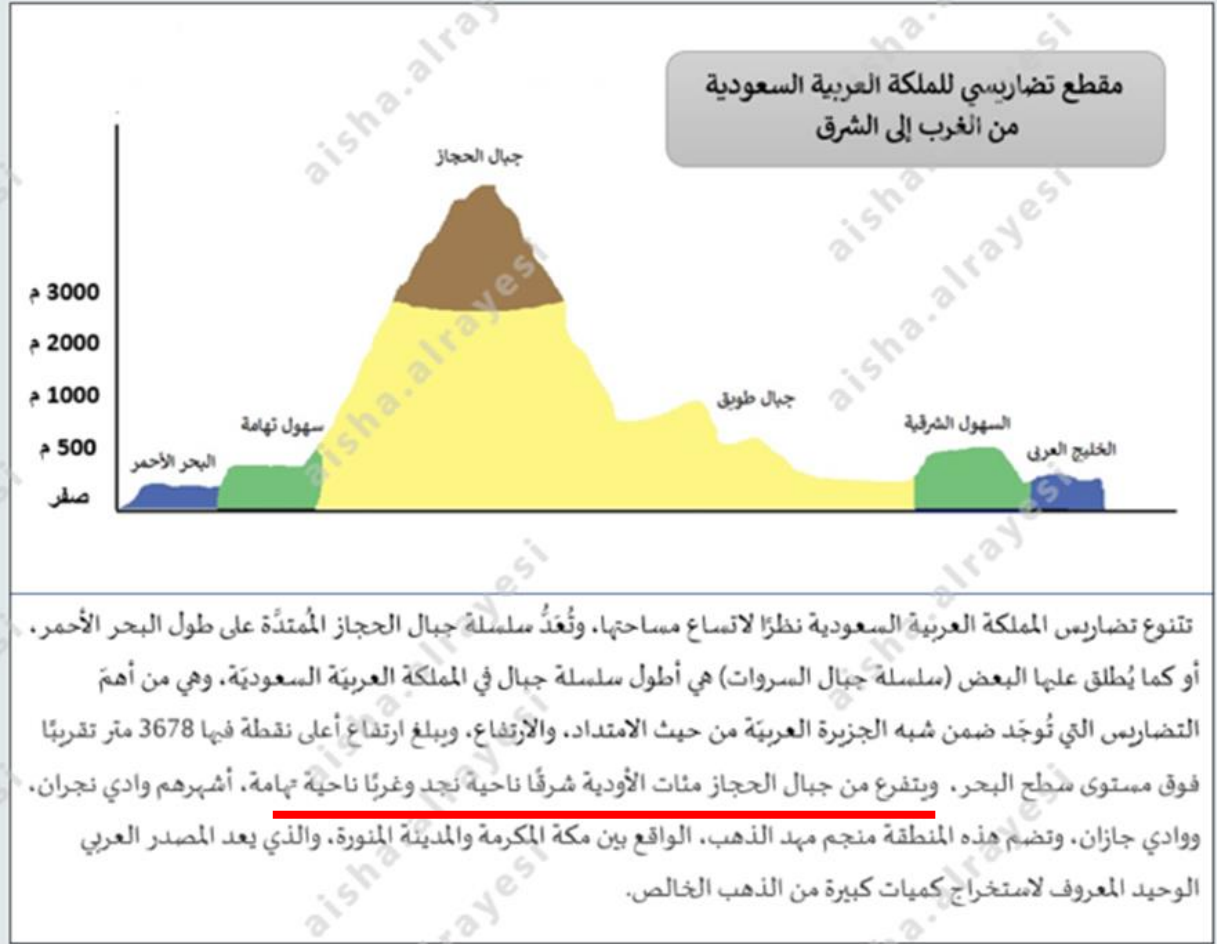 مقطع تضاريسي للملكة العربية السعودية
من الغرب إلى الشرق
جبال الحجاز
3000 م
2000 م
1000 م
500 م
صفر
سهول تهامة
البحر الأحمر
جبال طويق
السهول الشرقية
الخليج العربى
تتنوع تضاريس المملكة العربية السعودية نظرًا لاتساع مساحتها، وتُعَدُّ سلسلة جبال الحجاز المُمتدَّة على طول البحر الأحمر،
أو كما يُطلق عليها البعض (سلسلة جبال السروات) هي أطول سلسلة جبال في المملكة العربيّة السعوديّة، وهي من أهمّ
التضاريس التي تُوجَد ضمن شبه الجزيرة العربيّة من حيث الامتداد، والارتفاع، ويبلغ ارتفاع أعلى نقطة فيها 3678 متر تقريبًا
فوق مستوى سطح البحر، ويتفرع من جبال الحجاز مئات الأودية شرقًا ناحية نجد وغربًا ناحية تهامة، أشهرهم وادي نجران،
ووادي جازان، وتضم هذه المنطقة منجم مهد الذهب، الواقع بين مكة المكرمة والمدينة المنورة، والذي يعد المصدر العربي
الوحيد المعروف لاستخراج كميات كبيرة من الذهب الخالص.
aisha.alrayesi